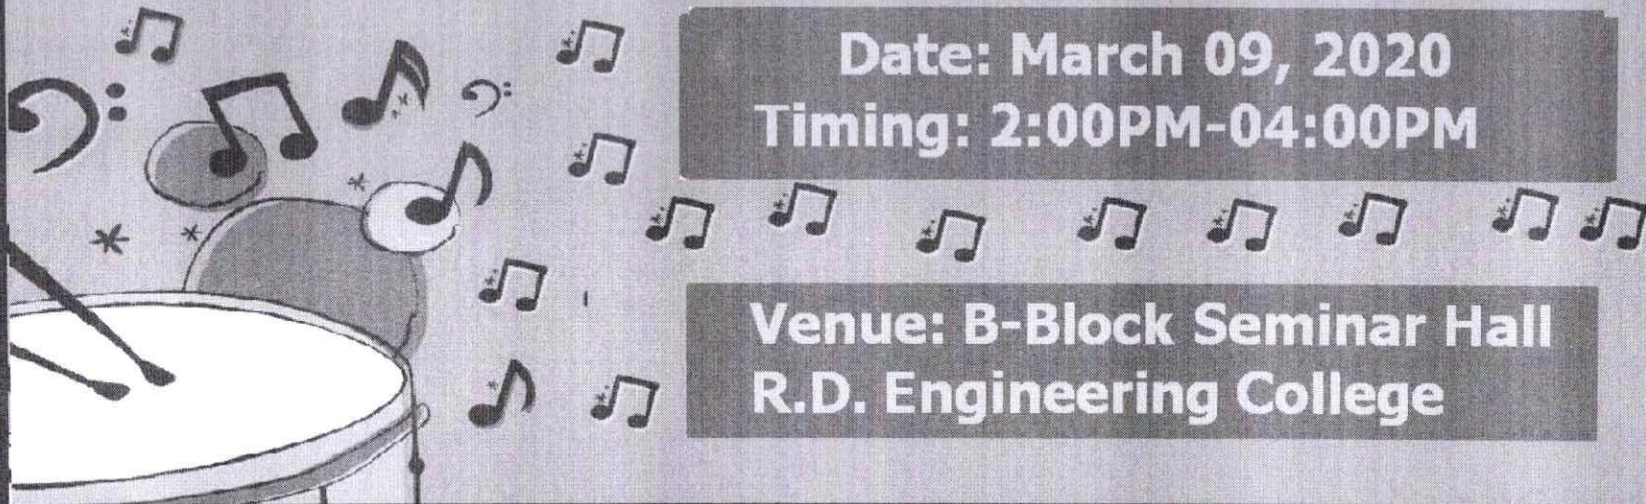 Date: March 09, 2020
Timing: 2:00PM-04:00PM
Venue: B-Block Seminar Hall
R.D. Engineering College